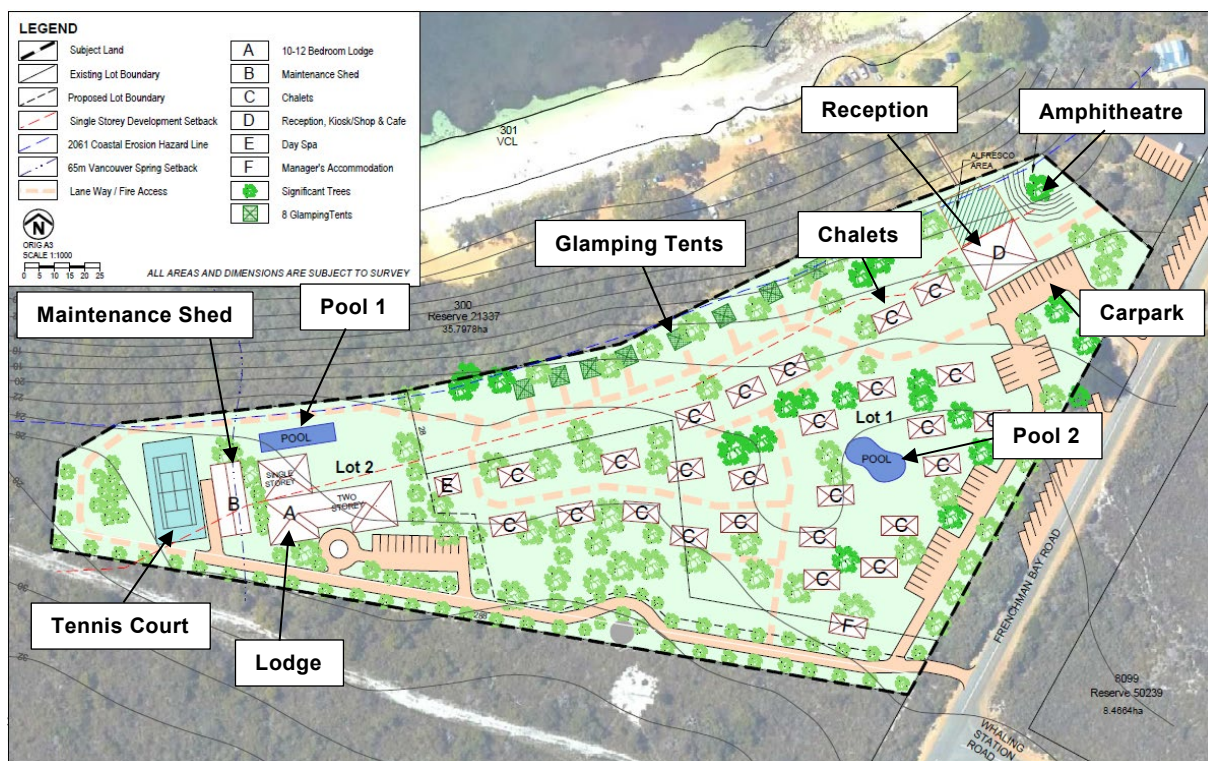 LEGEND
Subject Land
Existing Lot Boundary
Proposed Lot Boundary
Single Storey Development Setback
2061 Coastal Erosion Hazard Line
65m Vancouver Spring Setback
Lane Way / Fire Access
A 10-12 Bedroom Lodge
B Maintenance Shed
C Chalets
D Reception, Kiosk/Shop & Cafe
E Day Spa
F Manager's Accommodation
Significant Trees
8 GlampingTents
N
ORIG A3
SCALE 1:1000
0 5 10 15 20 25
ALL AREAS AND DIMENSIONS ARE SUBJECT TO SURVEY
301
VCL
Reception
Amphitheatre
ALFRESCO
AREA
Glamping Tents
Chalets
D
Carpark
Maintenance Shed
Pool 1
300
Reserve 21337
35.7978ha
C
C
C
C
C
C
C
C
C
C
Lot 1
Pool 2
POOL
C
POOL
Lot 2
28
SINGLE
STOREY
TWO
STOREY
E
C
C
C
C
C
B
A
C
C
C
C
C
C
C
C
C
C
F
Tennis Court
Lodge
FRENCHMAN BAY ROAD
8099
Reserve 50239
8.4664ha
WHALING
STATION
ROAD